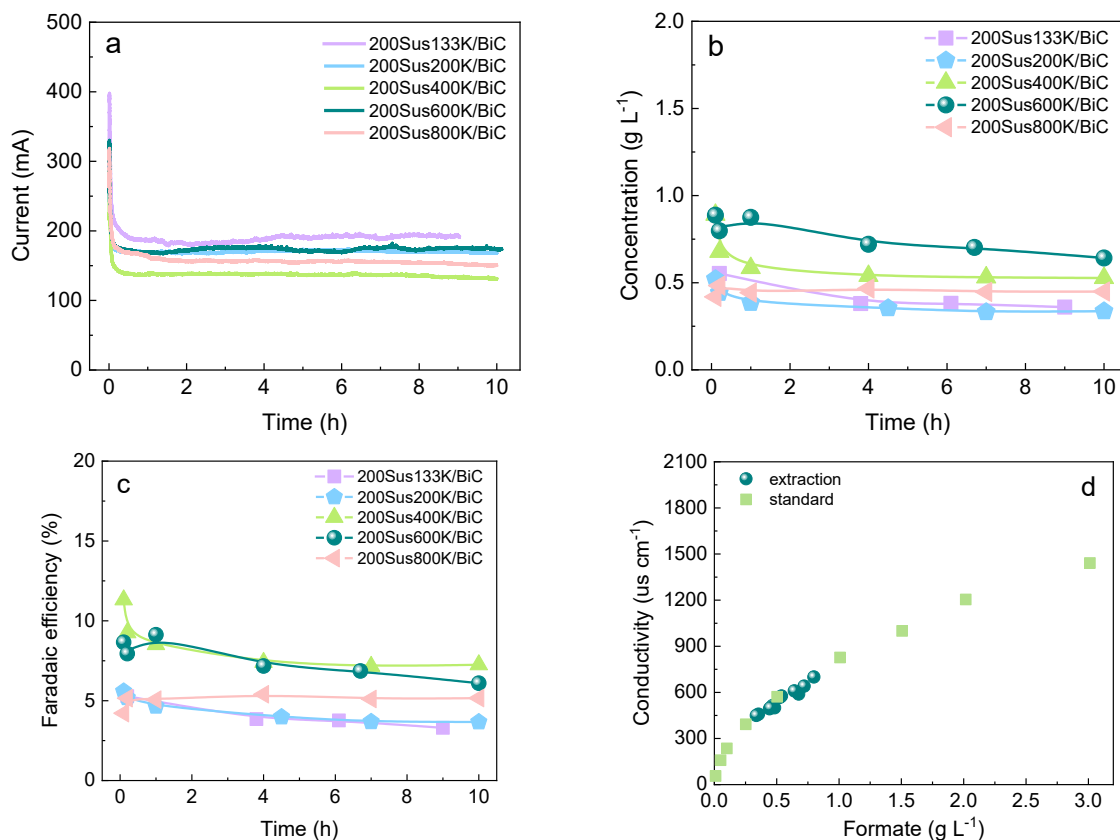 a
500
400
300
200
100
0
Current (mA)
0 2 4 6 8 10
Time (h)
200Sus133K/BiC
200Sus200K/BiC
200Sus400K/BiC
200Sus600K/BiC
200Sus800K/BiC
b
2.0
1.5
1.0
0.5
0.0
Concentration (g L⁻¹)
0 2 4 6 8 10
Time (h)
200Sus133K/BiC
200Sus200K/BiC
200Sus400K/BiC
200Sus600K/BiC
200Sus800K/BiC
c
20
15
10
5
0
Faradaic efficiency (%)
0 2 4 6 8 10
Time (h)
200Sus133K/BiC
200Sus200K/BiC
200Sus400K/BiC
200Sus600K/BiC
200Sus800K/BiC
d
2100
1800
1500
1200
900
600
300
0
Conductivity (us cm⁻¹)
0.0 0.5 1.0 1.5 2.0 2.5 3.0
Formate (g L⁻¹)
extraction
standard